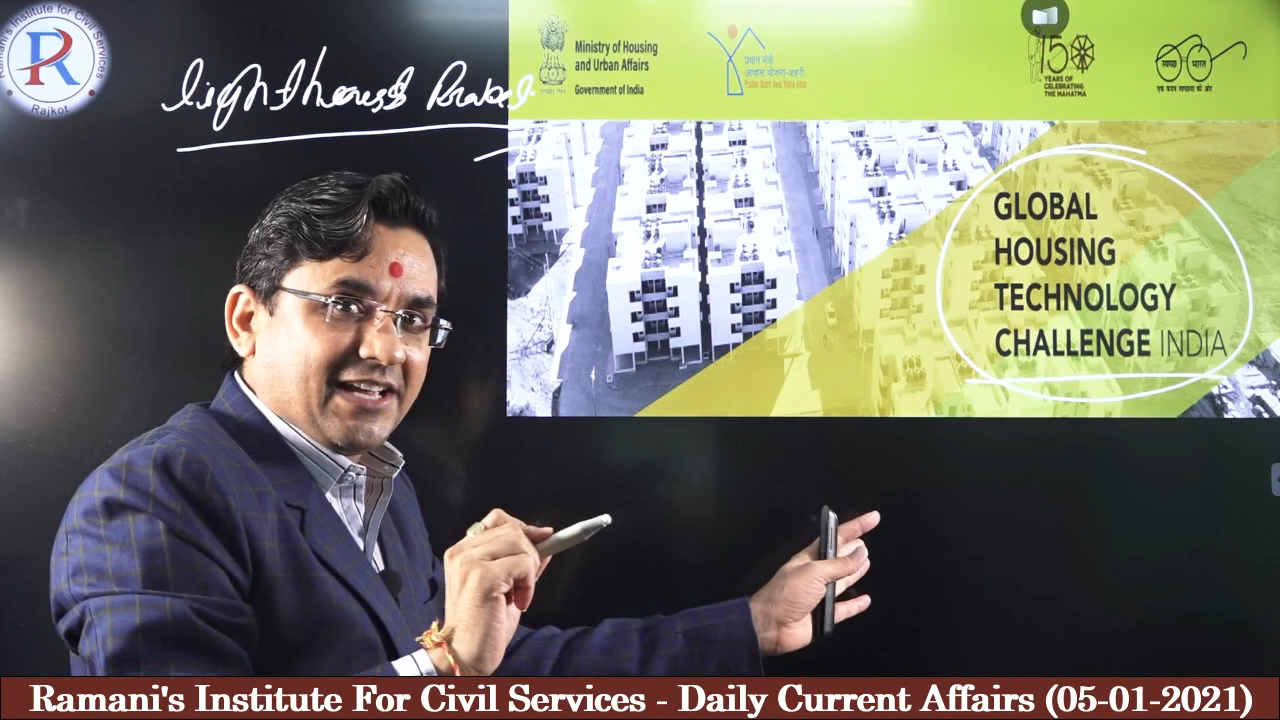 Ramani's Institute for Civil Services
R
Rajkot
Lighthouse
Ministry of Housing
and Urban Affairs
Government of India
प्रधान मंत्री
आवास योजना-शहरी
Pradhan Mantri Awas Yojana-Urban
150
YEARS OF
CELEBRATING
THE MAHATMA
स्वच्छ भारत
एक कदम स्वच्छता की ओर
GLOBAL
HOUSING
TECHNOLOGY
CHALLENGE INDIA
Ramani's Institute For Civil Services - Daily Current Affairs (05-01-2021)